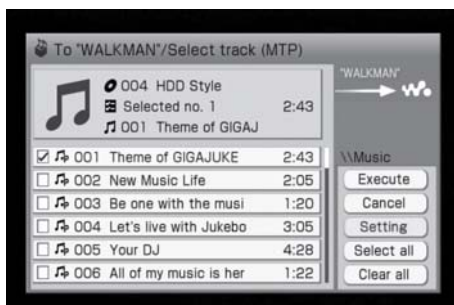 To "WALKMAN"/Select track (MTP)
004 HDD Style
Selected no. 1 2:43
001 Theme of GIGAJ
"WALKMAN"
001 Theme of GIGAJUKE 2:43
002 New Music Life 2:05
003 Be one with the musi 1:20
004 Let's live with Jukebo 3:05
005 Your DJ 4:28
006 All of my music is her 1:22
\\Music
Execute
Cancel
Setting
Select all
Clear all